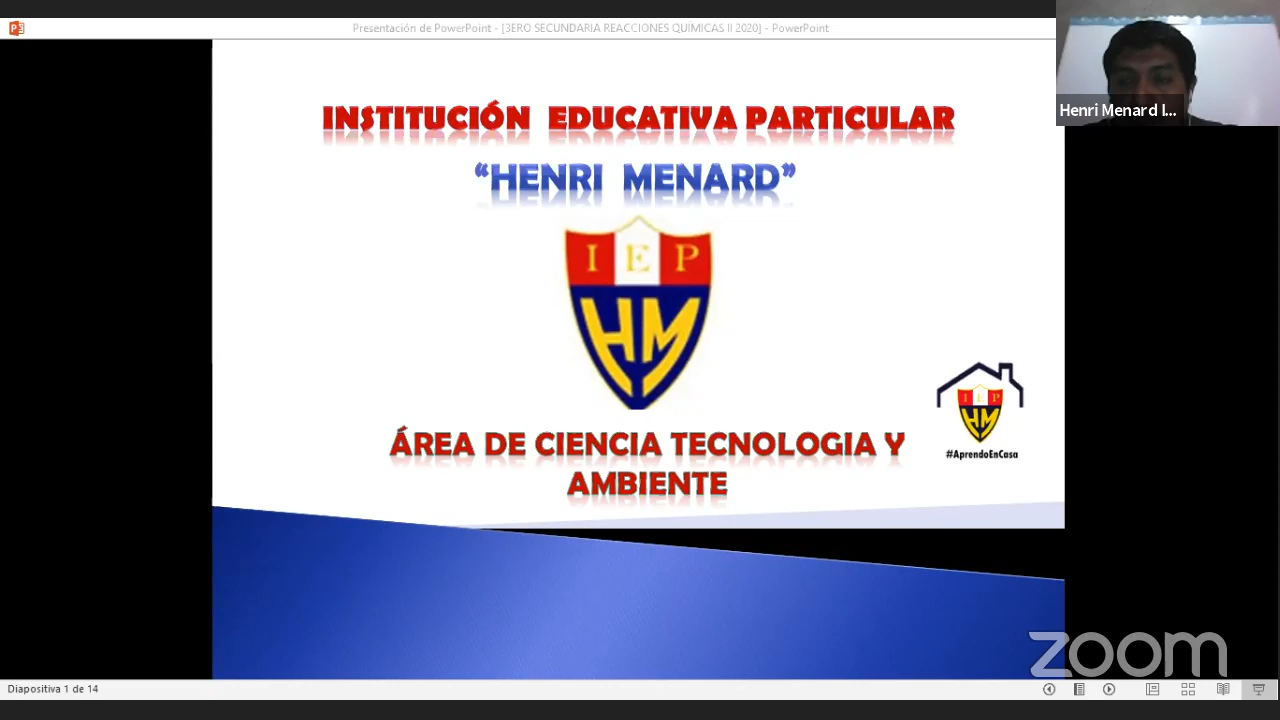 Presentación de PowerPoint - [3ERO SECUNDARIA REACCIONES QUÍMICAS II 2020] - PowerPoint
Henri Menard I...
INSTITUCIÓN EDUCATIVA PARTICULAR
“HENRI MENARD”
I E P
HM
I E P
HM
#AprendoEnCasa
ÁREA DE CIENCIA TECNOLOGIA Y
AMBIENTE
zoom
Diapositiva 1 de 14